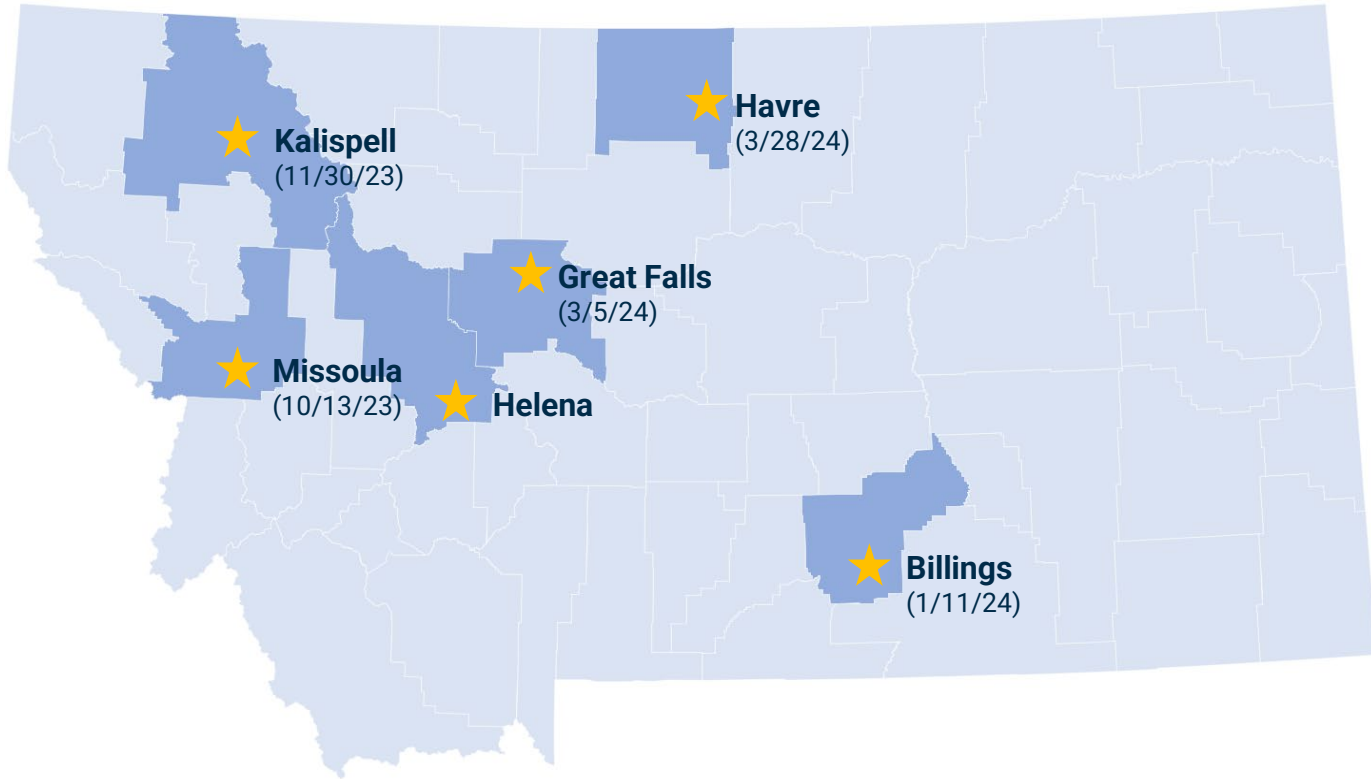 Havre
(3/28/24)
Kalispell
(11/30/23)
Great Falls
(3/5/24)
Missoula
(10/13/23)
Helena
Billings
(1/11/24)